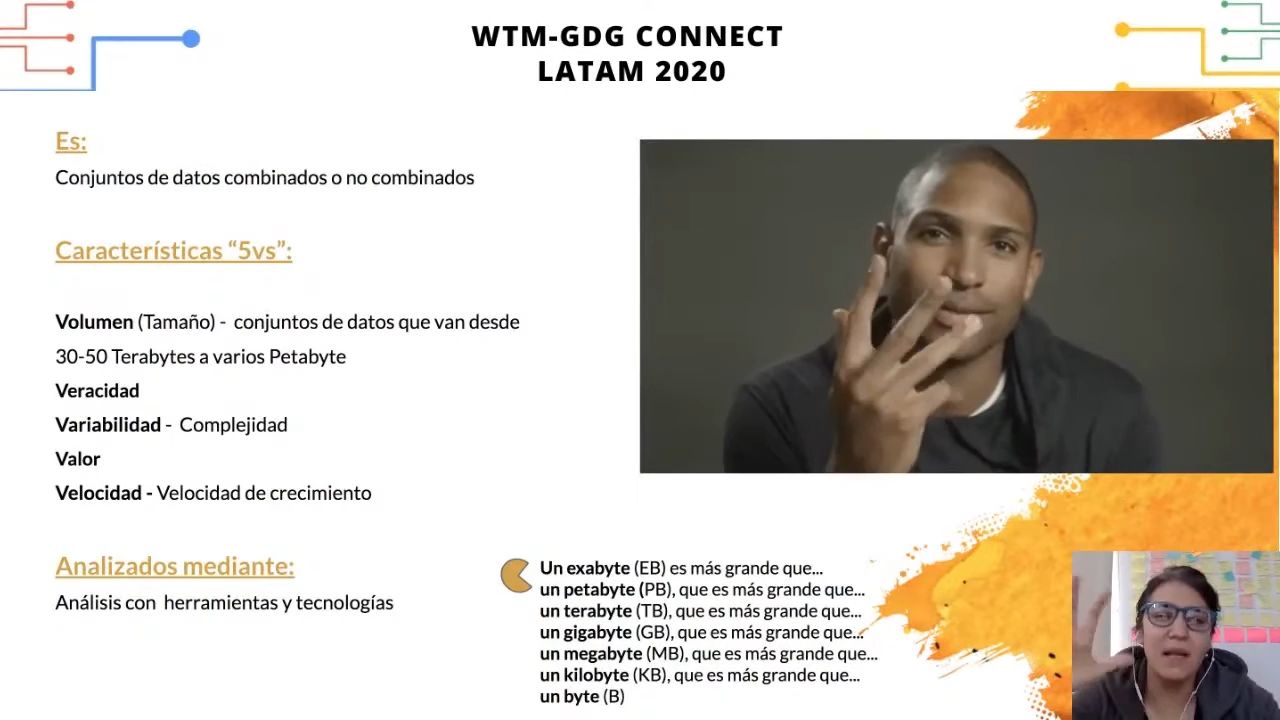 WTM-GDG CONNECT
LATAM 2020
Es:
Conjuntos de datos combinados o no combinados
Características “5vs”:
Volumen (Tamaño) - conjuntos de datos que van desde
30-50 Terabytes a varios Petabyte
Veracidad
Variabilidad - Complejidad
Valor
Velocidad - Velocidad de crecimiento
Analizados mediante:
Análisis con herramientas y tecnologías
Un exabyte (EB) es más grande que...
un petabyte (PB), que es más grande que...
un terabyte (TB), que es más grande que...
un gigabyte (GB), que es más grande que...
un megabyte (MB), que es más grande que...
un kilobyte (KB), que es más grande que...
un byte (B)